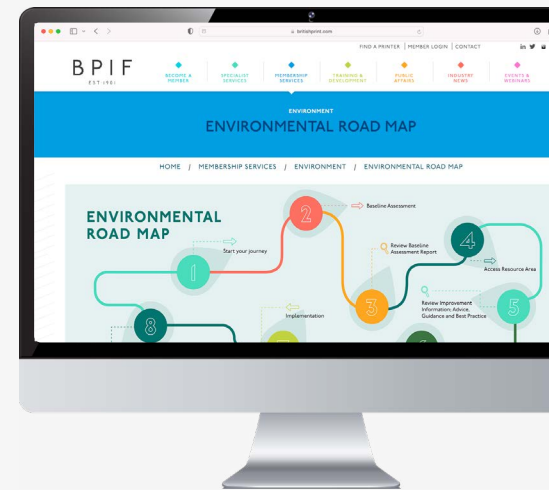 britishprint.com
FIND A PRINTER | MEMBER LOGIN | CONTACT
BPIF
EST 1901
BECOME A
MEMBER
SPECIALIST
SERVICES
MEMBERSHIP
SERVICES
TRAINING &
DEVELOPMENT
PUBLIC
AFFAIRS
INDUSTRY
NEWS
EVENTS &
WEBINARS
ENVIRONMENT
ENVIRONMENTAL ROAD MAP
HOME / MEMBERSHIP SERVICES / ENVIRONMENT / ENVIRONMENTAL ROAD MAP
ENVIRONMENTAL
ROAD MAP
1
Start your journey
2
Baseline Assessment
3
Review Baseline
Assessment Report
4
Access Resource Area
5
Review Improvement
Information: Advice,
Guidance and Best Practice
Implementation
8